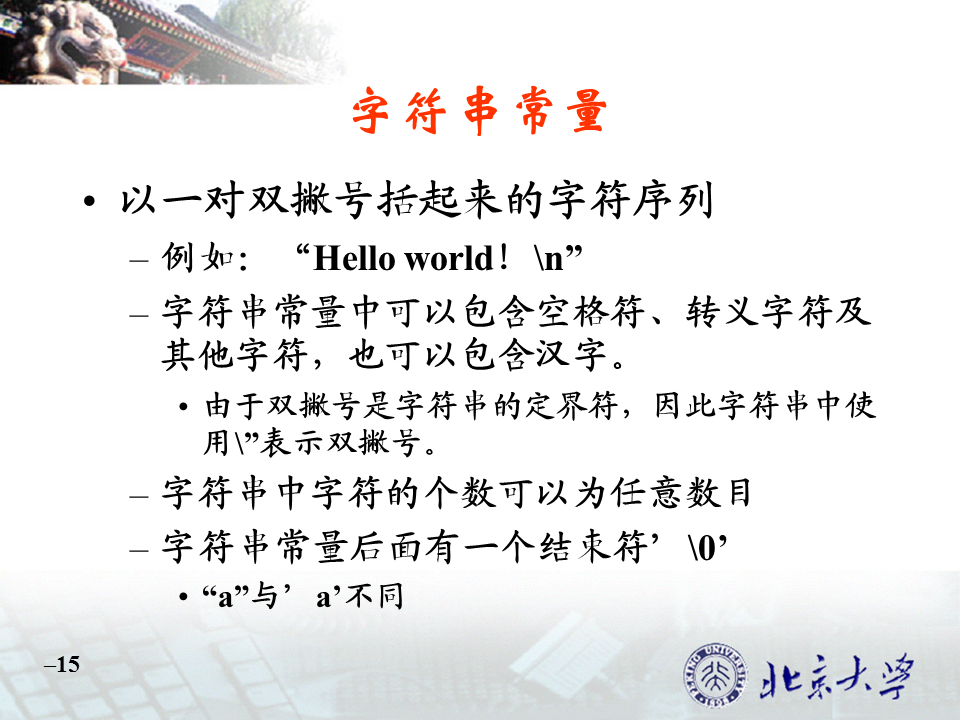 字符串常量
• 以一对双撇号括起来的字符序列
– 例如： “Hello world！\n”
– 字符串常量中可以包含空格符、转义字符及
其他字符，也可以包含汉字。
• 由于双撇号是字符串的定界符，因此字符串中使
用\”表示双撇号。
– 字符串中字符的个数可以为任意数目
– 字符串常量后面有一个结束符’\0’
• “a”与’ a’不同
–15
PEKING UNIVERSITY
1898
北京大学